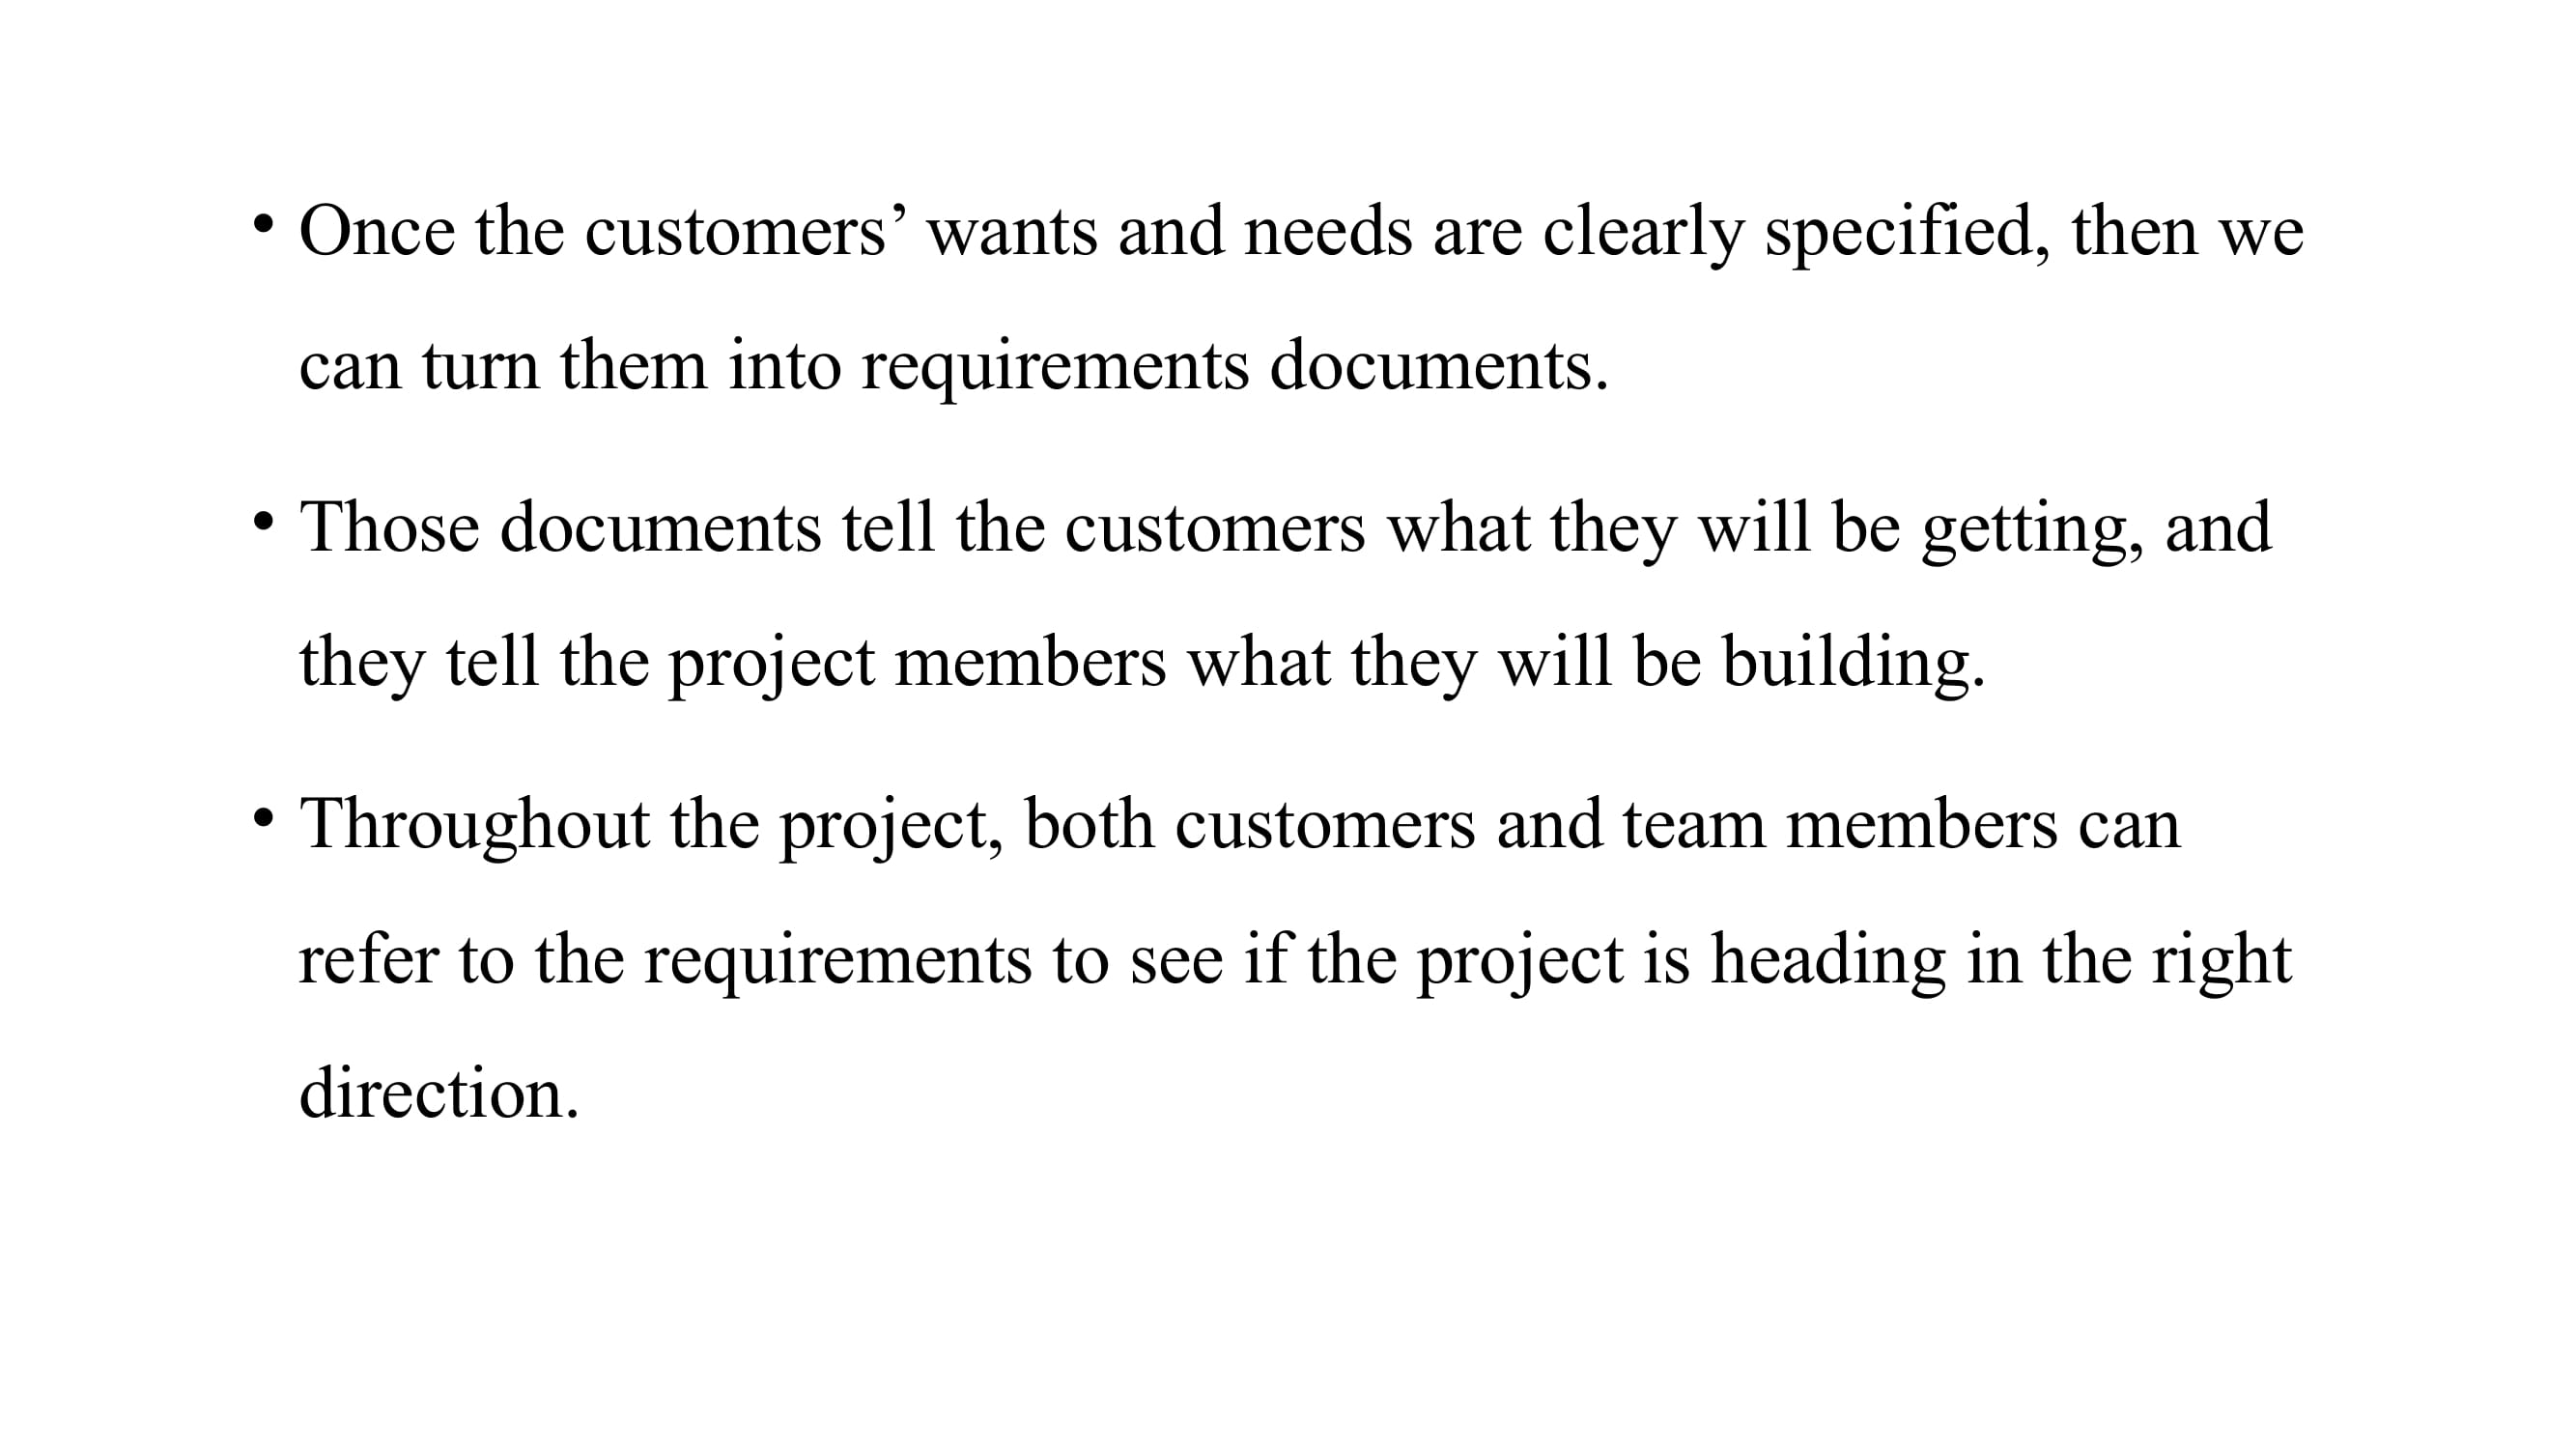 • Once the customers’ wants and needs are clearly specified, then we
can turn them into requirements documents.
• Those documents tell the customers what they will be getting, and
they tell the project members what they will be building.
• Throughout the project, both customers and team members can
refer to the requirements to see if the project is heading in the right
direction.